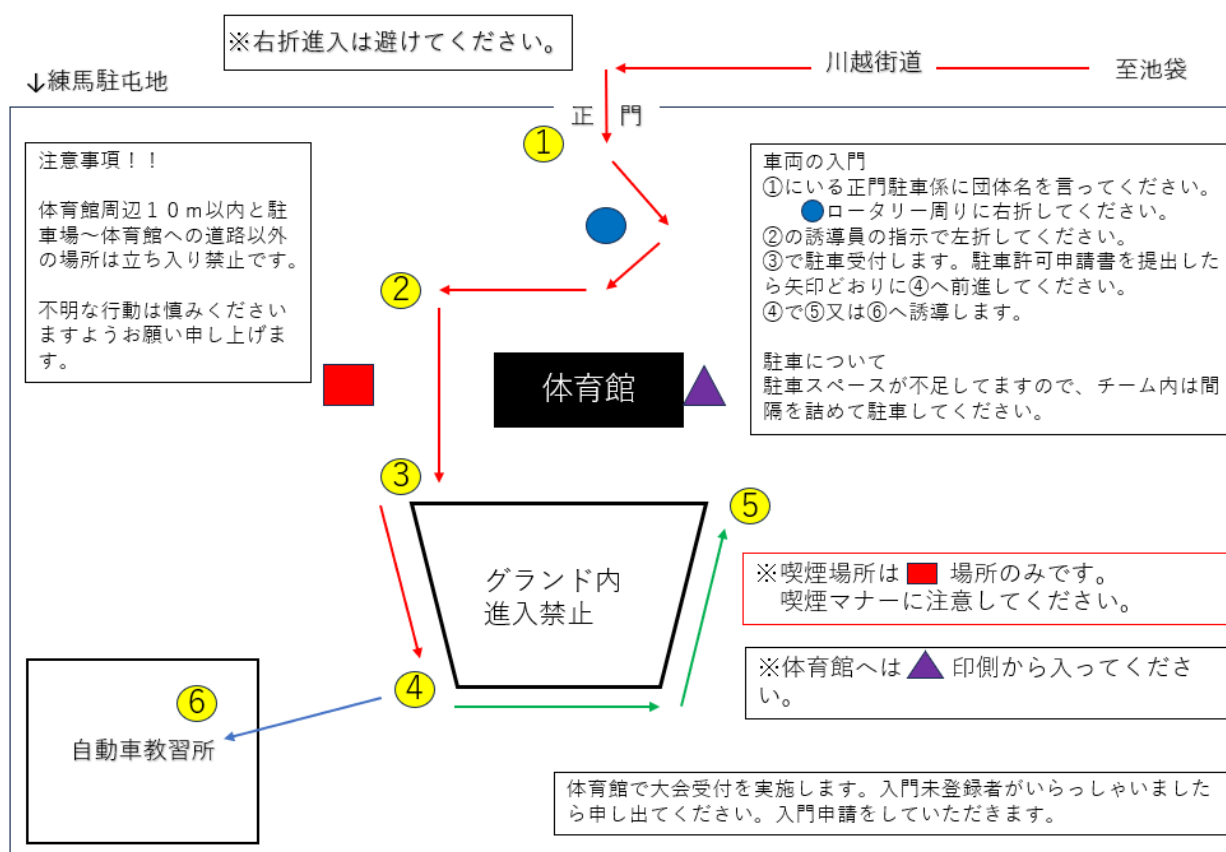 ※右折進入は避けてください。
川越街道
至池袋
↓練馬駐屯地
正　門
①
注意事項！！
体育館周辺１０ｍ以内と駐
車場～体育館への道路以外
の場所は立ち入り禁止です。
不明な行動は慎みください
ますようお願い申し上げま
す。
車両の入門
①にいる正門駐車係に団体名を言ってください。
●ロータリー周りに右折してください。
②の誘導員の指示で左折してください。
③で駐車受付します。駐車許可申請書を提出した
ら矢印どおりに④へ前進してください。
④で⑤又は⑥へ誘導します。
駐車について
駐車スペースが不足してますので、チーム内は間
隔を詰めて駐車してください。
②
体育館
③
⑤
グランド内
進入禁止
※喫煙場所は■場所のみです。
喫煙マナーに注意してください。
④
※体育館へは▲印側から入ってくださ
い。
⑥
自動車教習所
体育館で大会受付を実施します。入門未登録者がいらっしゃいました
ら申し出てください。入門申請をしていただきます。